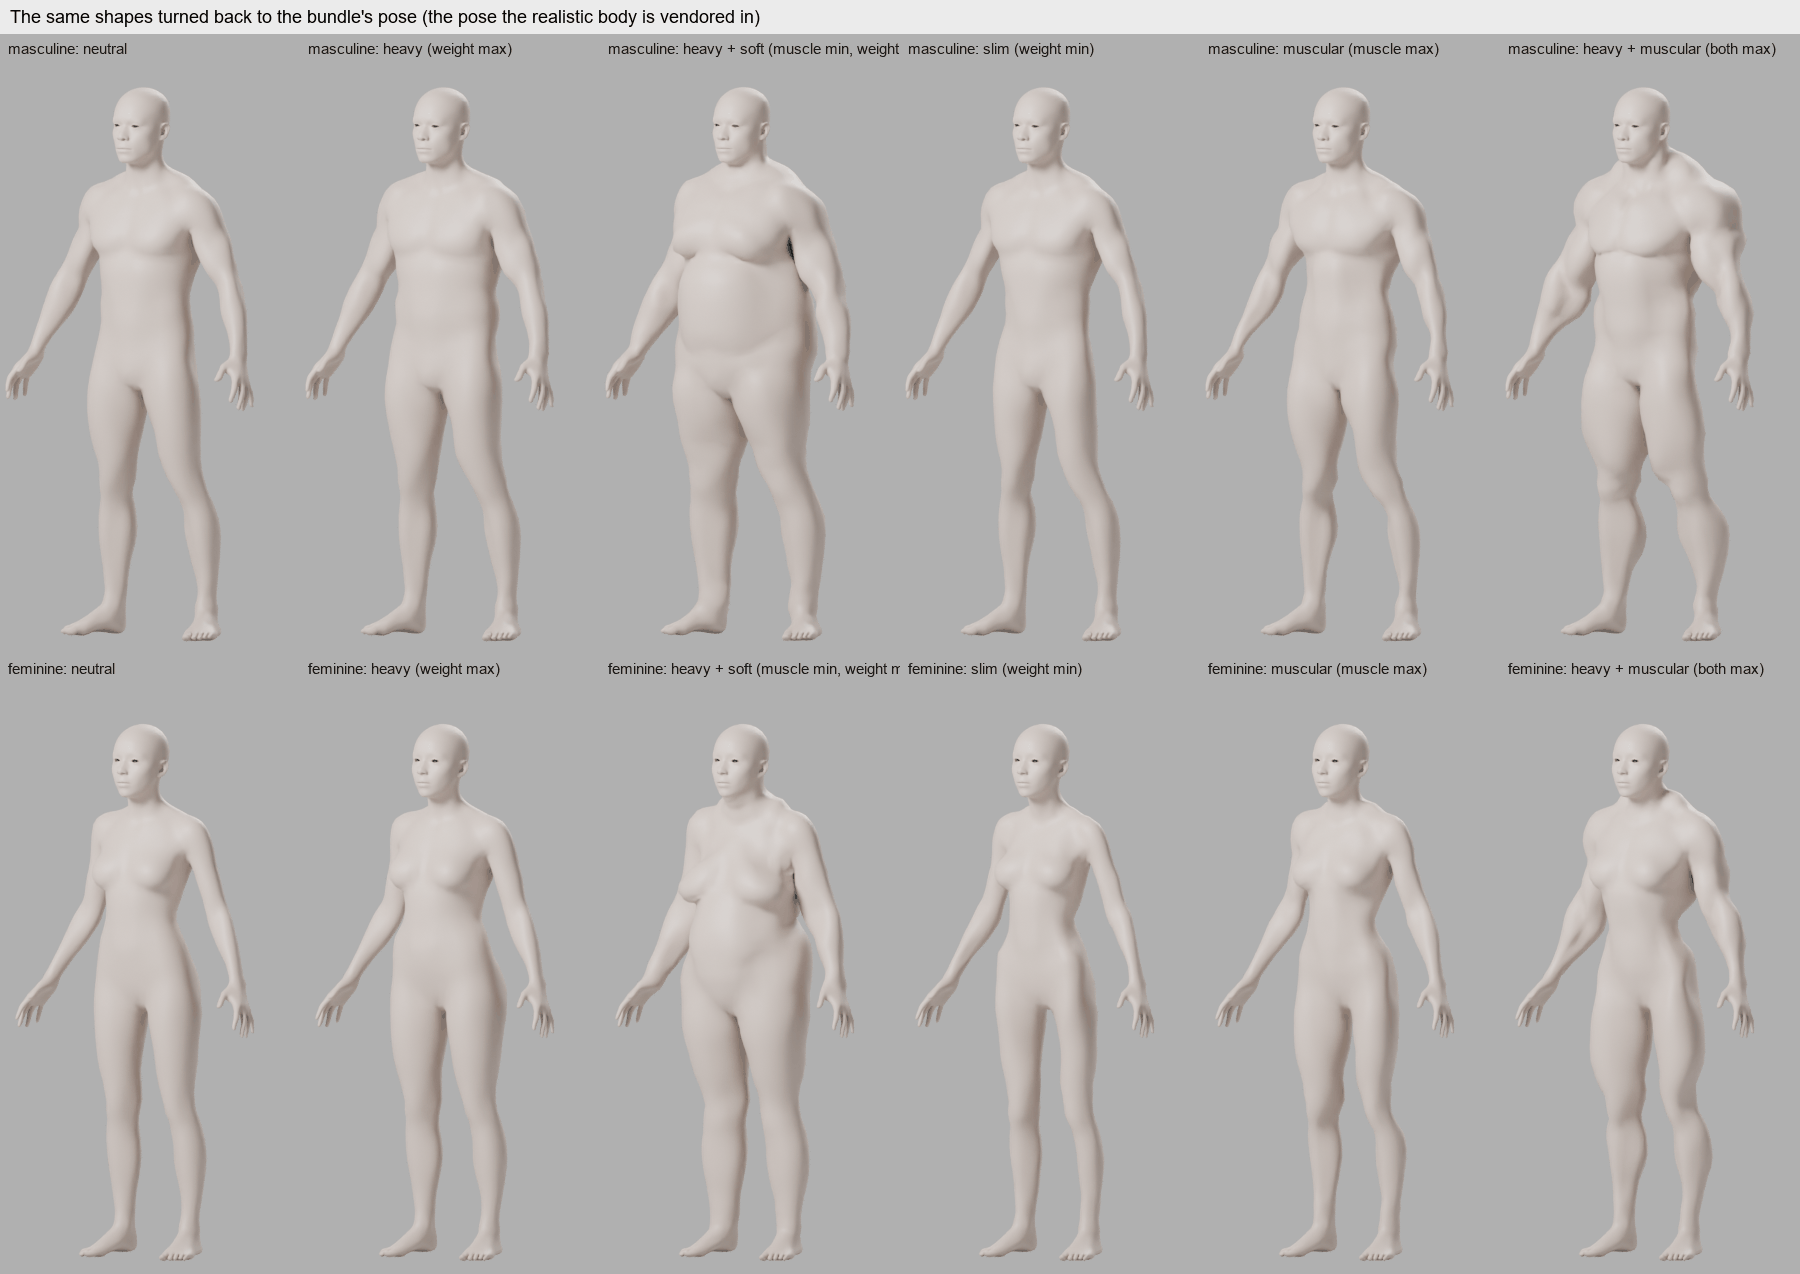 The same shapes turned back to the bundle's pose (the pose the realistic body is vendored in)
masculine: neutral
masculine: heavy (weight max)
masculine: heavy + soft (muscle min, weight
masculine: slim (weight min)
masculine: muscular (muscle max)
masculine: heavy + muscular (both max)
feminine: neutral
feminine: heavy (weight max)
feminine: heavy + soft (muscle min, weight
feminine: slim (weight min)
feminine: muscular (muscle max)
feminine: heavy + muscular (both max)